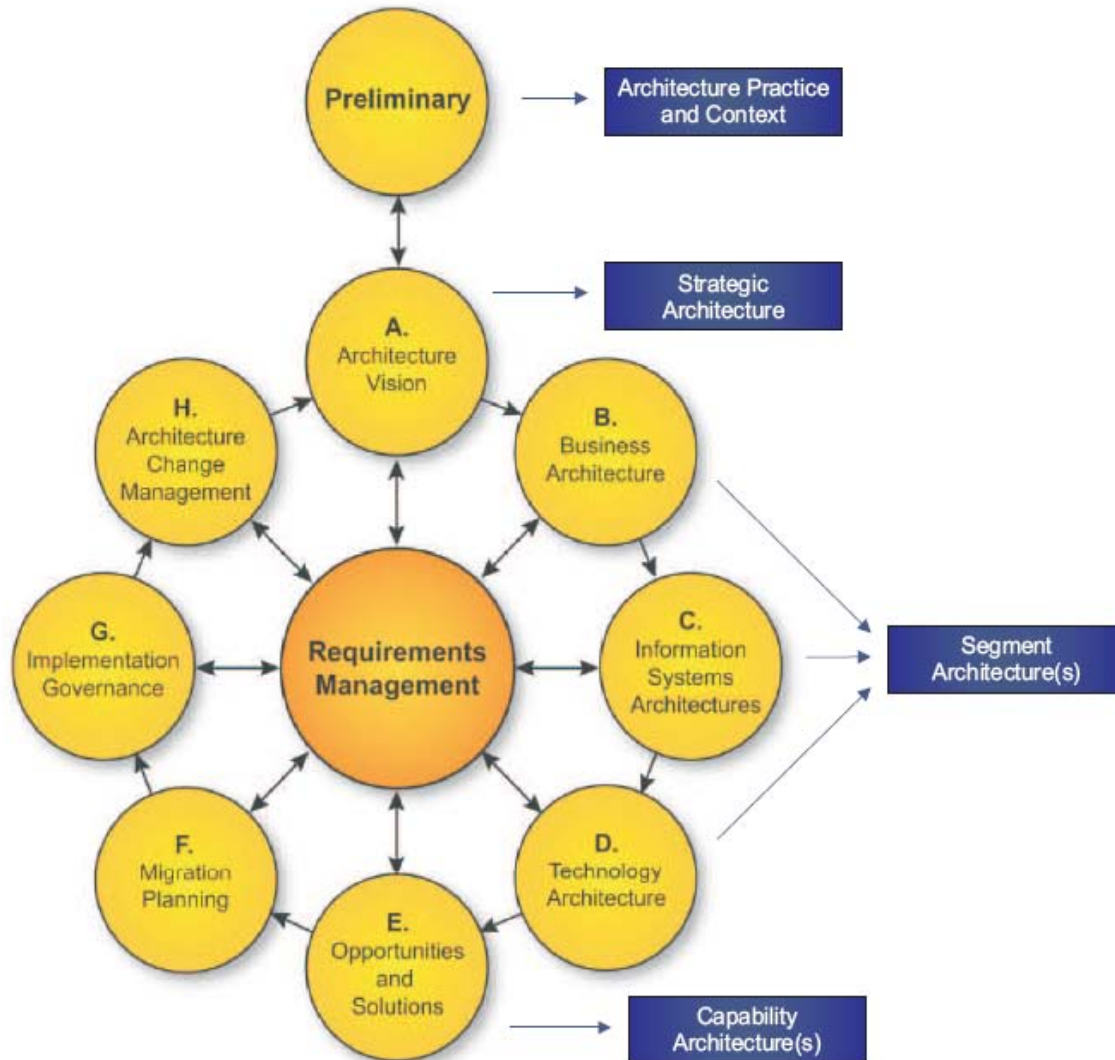 Preliminary
Architecture Practice
and Context
Strategic
Architecture
A.
Architecture
Vision
B.
Business
Architecture
H.
Architecture
Change
Management
C.
Information
Systems
Architectures
Segment
Architecture(s)
Requirements
Management
G.
Implementation
Governance
D.
Technology
Architecture
F.
Migration
Planning
E.
Opportunities
and
Solutions
Capability
Architecture(s)